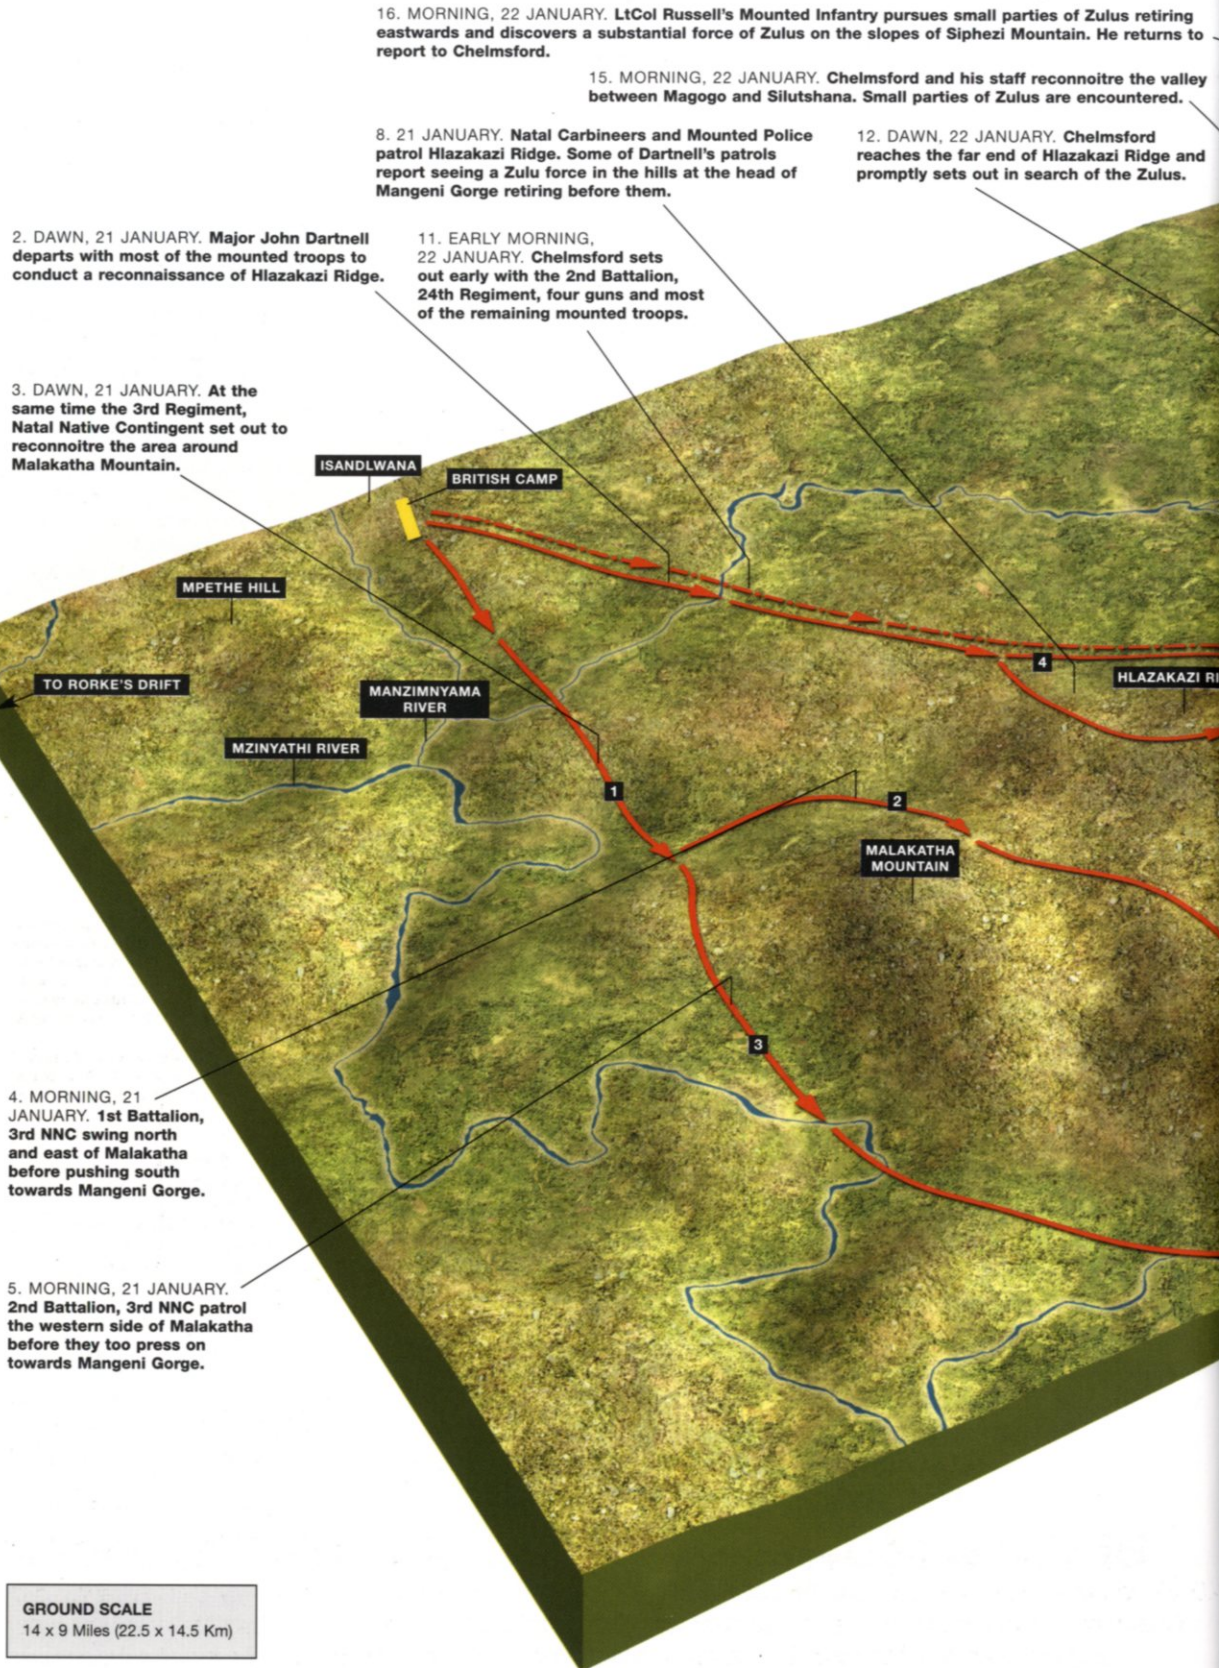 16. MORNING, 22 JANUARY. LtCol Russell's Mounted Infantry pursues small parties of Zulus retiring
eastwards and discovers a substantial force of Zulus on the slopes of Siphezi Mountain. He returns to
report to Chelmsford.
15. MORNING, 22 JANUARY. Chelmsford and his staff reconnoitre the valley
between Magogo and Silutshana. Small parties of Zulus are encountered.
8. 21 JANUARY. Natal Carbineers and Mounted Police
patrol Hlazakazi Ridge. Some of Dartnell's patrols
report seeing a Zulu force in the hills at the head of
Mangeni Gorge retiring before them.
12. DAWN, 22 JANUARY. Chelmsford
reaches the far end of Hlazakazi Ridge and
promptly sets out in search of the Zulus.
2. DAWN, 21 JANUARY. Major John Dartnell
departs with most of the mounted troops to
conduct a reconnaissance of Hlazakazi Ridge.
11. EARLY MORNING,
22 JANUARY. Chelmsford sets
out early with the 2nd Battalion,
24th Regiment, four guns and most
of the remaining mounted troops.
3. DAWN, 21 JANUARY. At the
same time the 3rd Regiment,
Natal Native Contingent set out to
reconnoitre the area around
Malakatha Mountain.
ISANDLWANA
BRITISH CAMP
MPETHE HILL
TO RORKE'S DRIFT
MANZIMNYAMA
RIVER
MZINYATHI RIVER
4
HLAZAKAZI RI
1
2
MALAKATHA
MOUNTAIN
3
4. MORNING, 21
JANUARY. 1st Battalion,
3rd NNC swing north
and east of Malakatha
before pushing south
towards Mangeni Gorge.
5. MORNING, 21 JANUARY.
2nd Battalion, 3rd NNC patrol
the western side of Malakatha
before they too press on
towards Mangeni Gorge.
GROUND SCALE
14 x 9 Miles (22.5 x 14.5 Km)